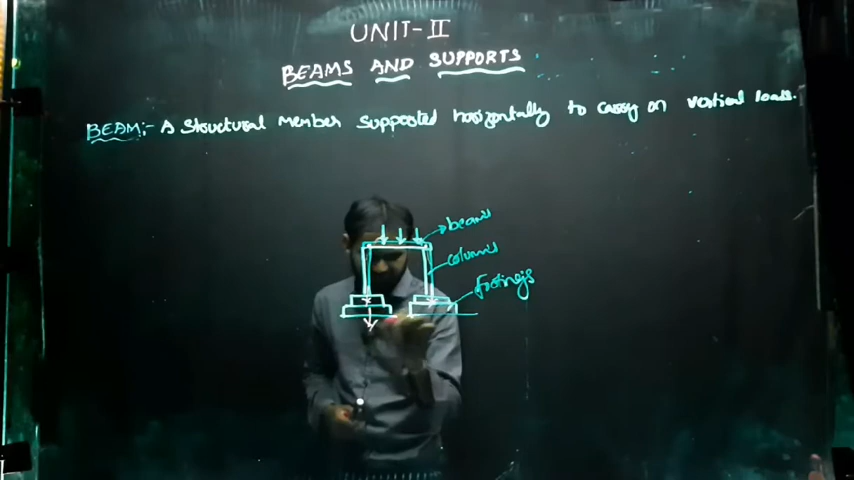 UNIT-II
BEAMS AND SUPPORTS
BEAM:- A Structural member supported horizontally to carry on vertical loads.
beams
columns
footings